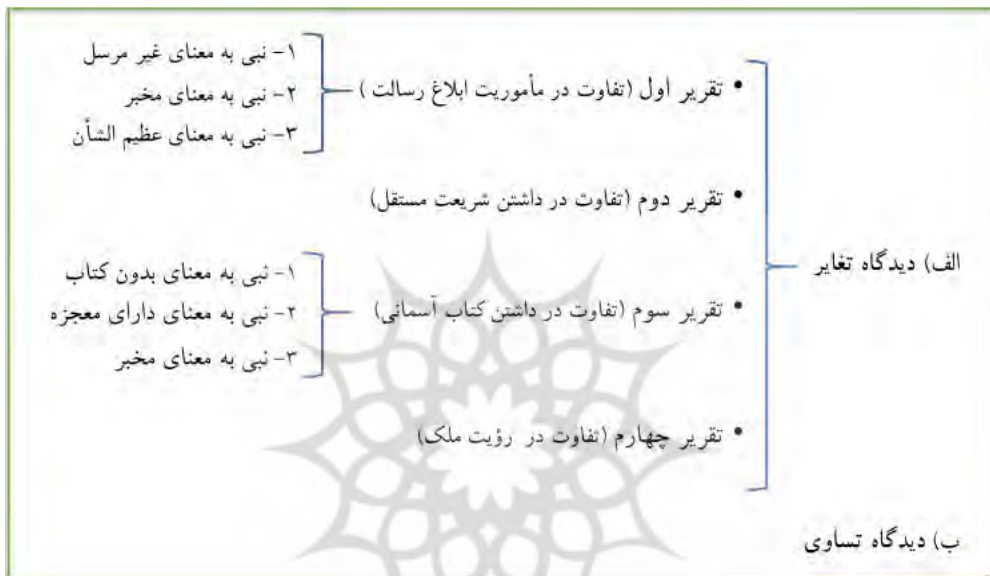 الف) دیدگاه تغایر
• تقریر اول (تفاوت در مأموریت ابلاغ رسالت )
۱- نبی به معنای غیر مرسل
۲- نبی به معنای مخبر
۳- نبی به معنای عظیم الشأن
• تقریر دوم (تفاوت در داشتن شریعت مستقل)
• تقریر سوم (تفاوت در داشتن کتاب آسمانی)
۱- نبی به معنای بدون کتاب
۲- نبی به معنای دارای معجزه
۳- نبی به معنای مخبر
• تقریر چهارم (تفاوت در رؤیت ملک)
ب) دیدگاه تساوی